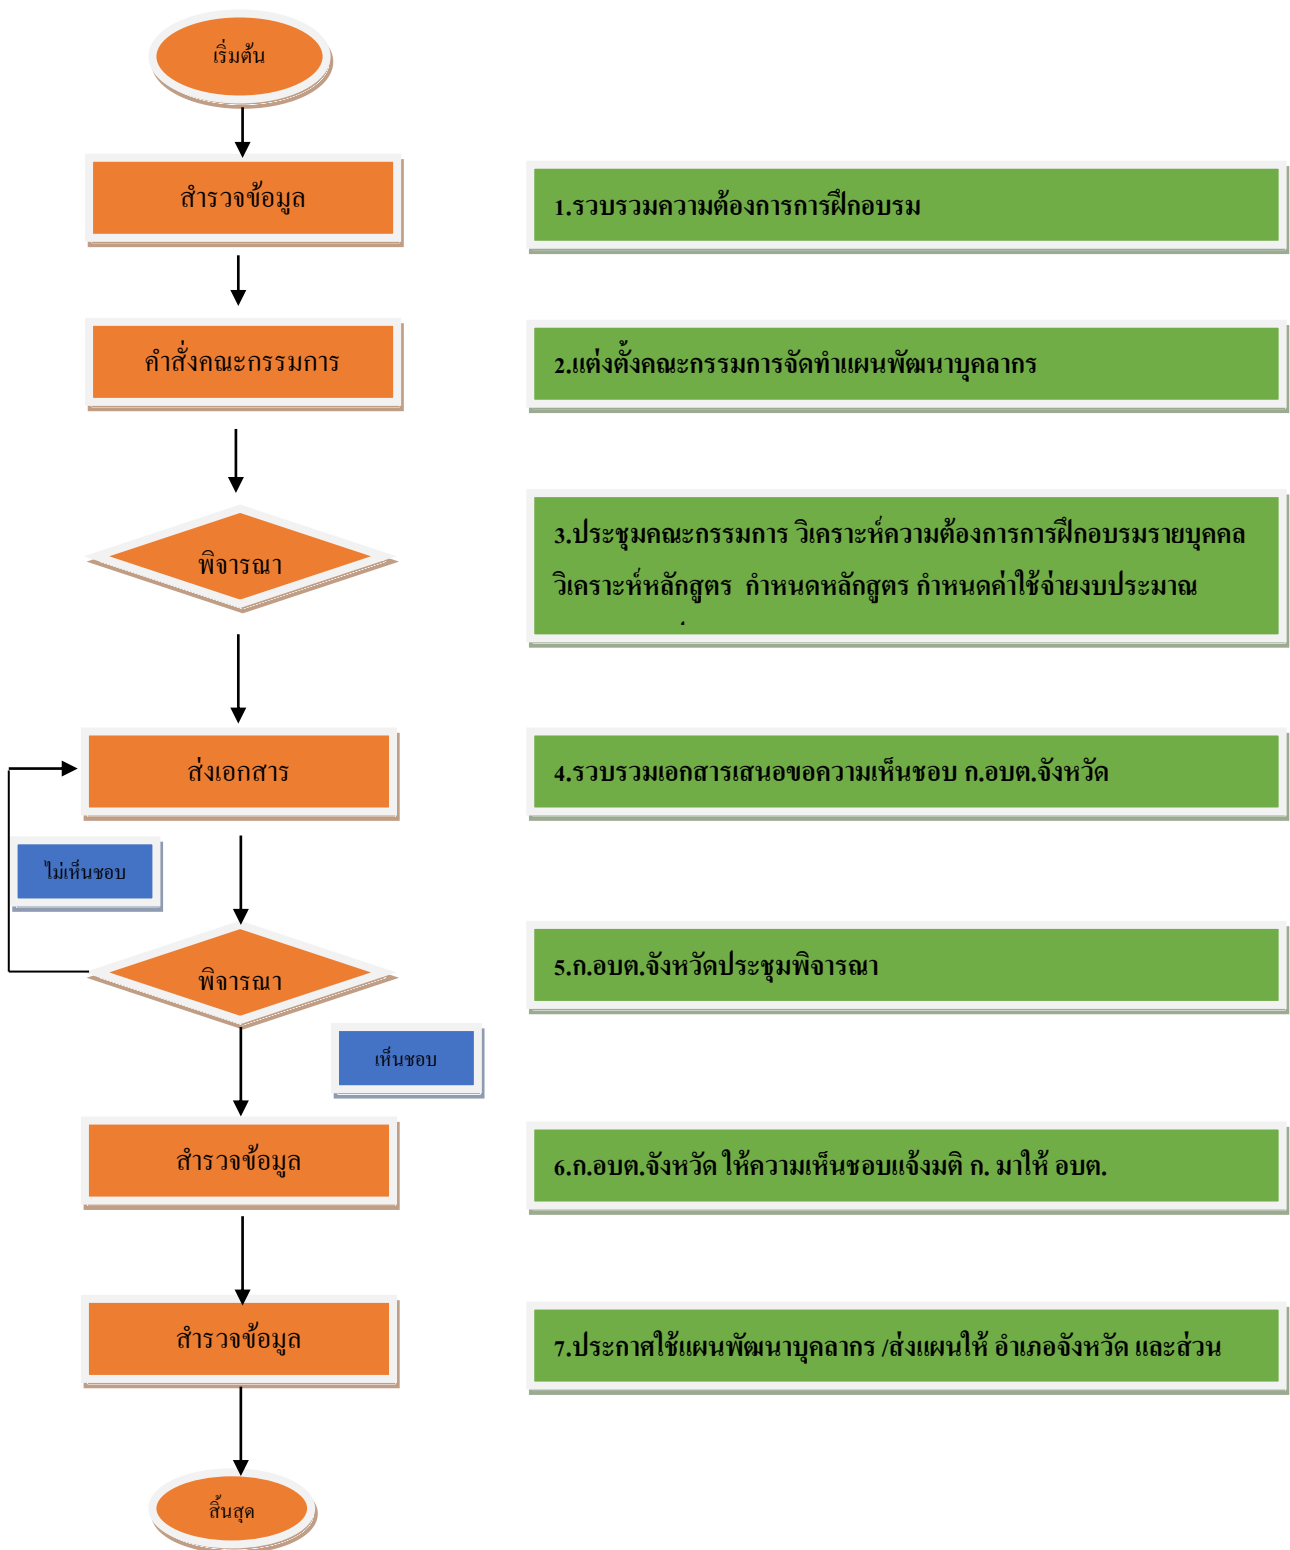 เริ่มต้น
สำรวจข้อมูล
1.รวบรวมความต้องการการฝึกอบรม
คำสั่งคณะกรรมการ
2.แต่งตั้งคณะกรรมการจัดทำแผนพัฒนาบุคลากร
พิจารณา
3.ประชุมคณะกรรมการ วิเคราะห์ความต้องการการฝึกอบรมรายบุคคล
วิเคราะห์หลักสูตร กำหนดหลักสูตร กำหนดค่าใช้จ่ายงบประมาณ
ส่งเอกสาร
4.รวบรวมเอกสารเสนอขอความเห็นชอบ ก.อบต.จังหวัด
ไม่เห็นชอบ
พิจารณา
5.ก.อบต.จังหวัดประชุมพิจารณา
เห็นชอบ
สำรวจข้อมูล
6.ก.อบต.จังหวัด ให้ความเห็นชอบแจ้งมติ ก. มาให้ อบต.
สำรวจข้อมูล
7.ประกาศใช้แผนพัฒนาบุคลากร /ส่งแผนให้ อำเภอจังหวัด และส่วน
สิ้นสุด